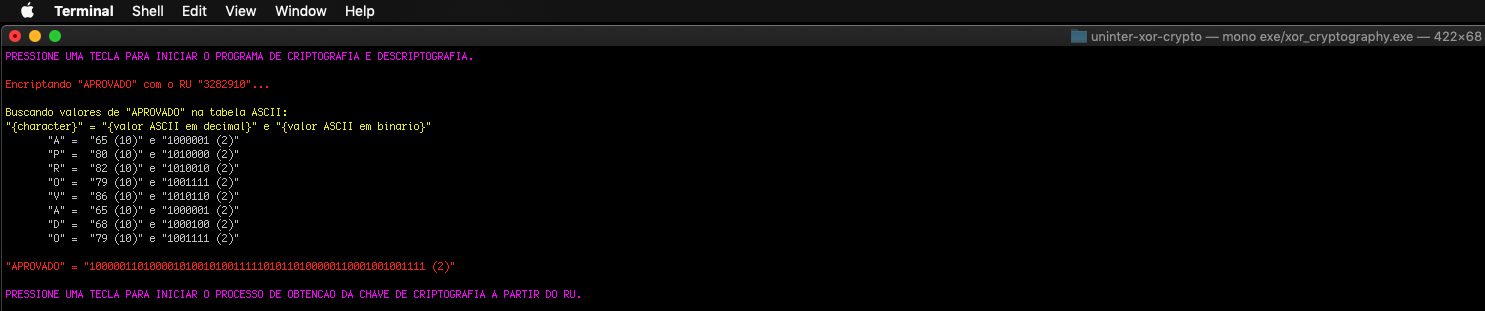 Terminal Shell Edit View Window Help
uninter-xor-crypto — mono exe/xor_cryptography.exe — 422×68
PRESSIONE UMA TECLA PARA INICIAR O PROGRAMA DE CRIPTOGRAFIA E DESCRIPTOGRAFIA.
Encriptando "APROVADO" com o RU "3202910"...
Buscando valores de "APROVADO" na tabela ASCII:
"{character}" = "{valor ASCII em decimal}" e "{valor ASCII em binario}"
"A" = "65 (10)" e "1000001 (2)"
"P" = "80 (10)" e "1010000 (2)"
"R" = "82 (10)" e "1010010 (2)"
"O" = "79 (10)" e "1001111 (2)"
"V" = "86 (10)" e "1010110 (2)"
"A" = "65 (10)" e "1000001 (2)"
"D" = "68 (10)" e "1000100 (2)"
"O" = "79 (10)" e "1001111 (2)"
"APROVADO" = "10000011010000101001010011111010110100000110001001001111 (2)"
PRESSIONE UMA TECLA PARA INICIAR O PROCESSO DE OBTENCAO DA CHAVE DE CRIPTOGRAFIA A PARTIR DO RU.